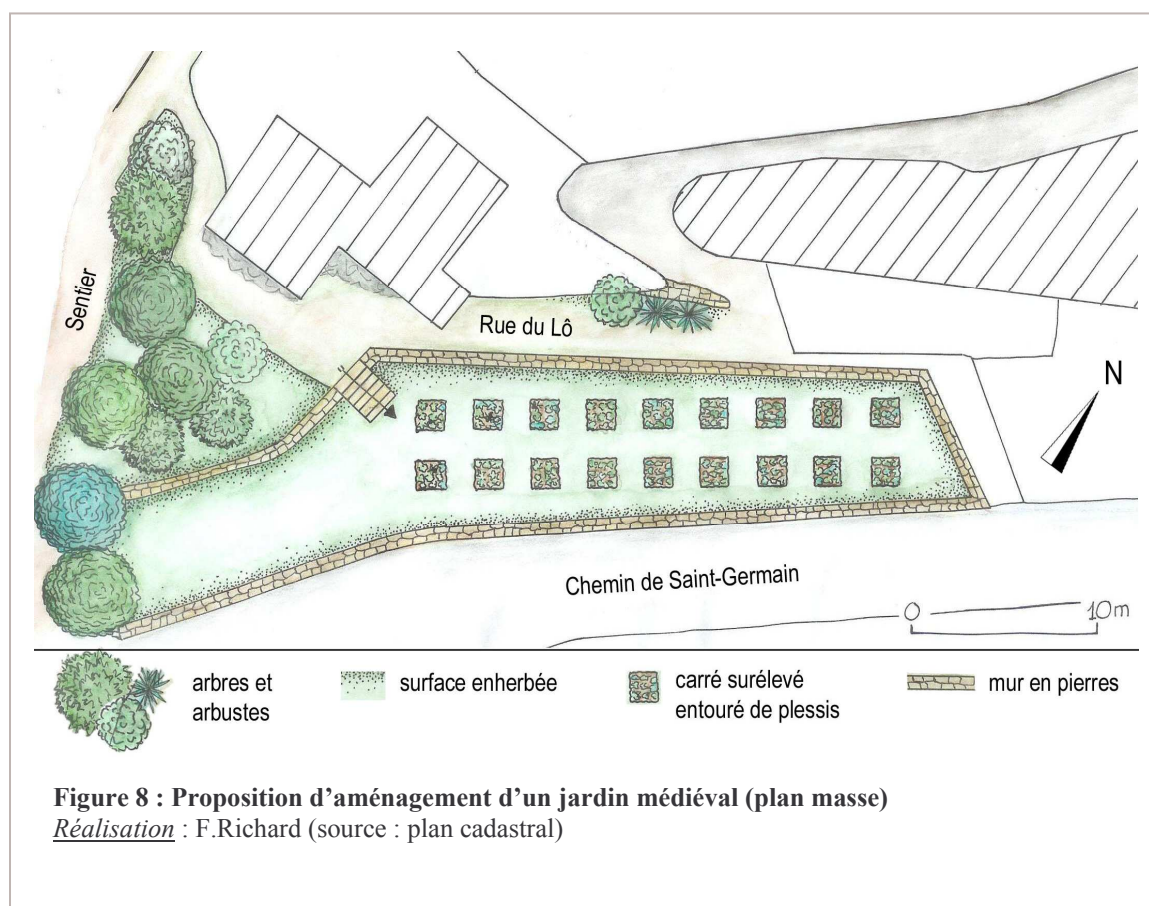 Sentier
Rue du Lô
N
Chemin de Saint-Germain
0 10m
arbres et
arbustes
surface enherbée
carré surélevé
entouré de plessis
mur en pierres
Figure 8 : Proposition d’aménagement d’un jardin médiéval (plan masse)
Réalisation : F.Richard (source : plan cadastral)